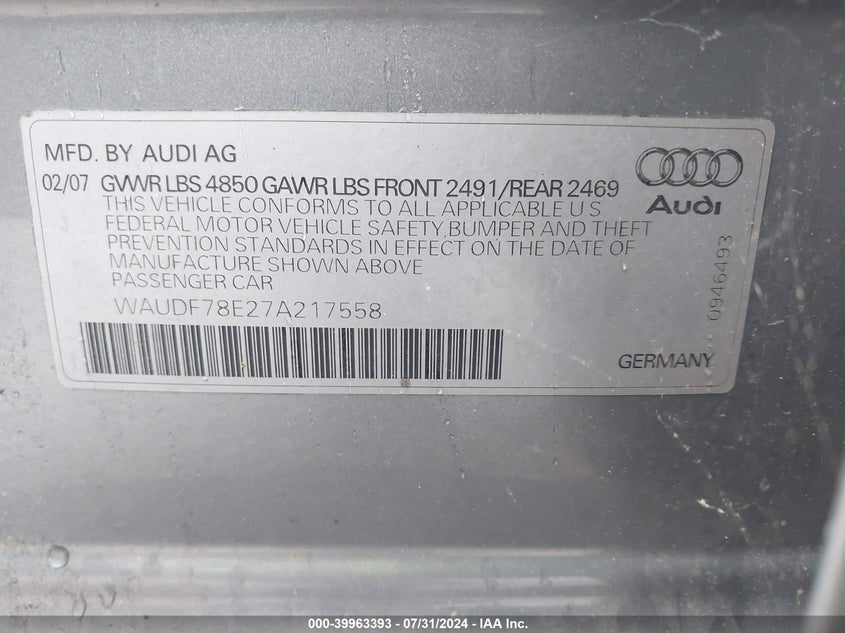 MFD. BY AUDI AG
02/07 GVWR LBS 4850 GAWR LBS FRONT 2491/REAR 2469
THIS VEHICLE CONFORMS TO ALL APPLICABLE U.S
FEDERAL MOTOR VEHICLE SAFETY,BUMPER AND THEFT
PREVENTION STANDARDS IN EFFECT ON THE DATE OF
MANUFACTURE SHOWN ABOVE
PASSENGER CAR
WAUDF78E27A217558
Audi
0946493
GERMANY
000-39963393 - 07/31/2024 - IAA Inc.